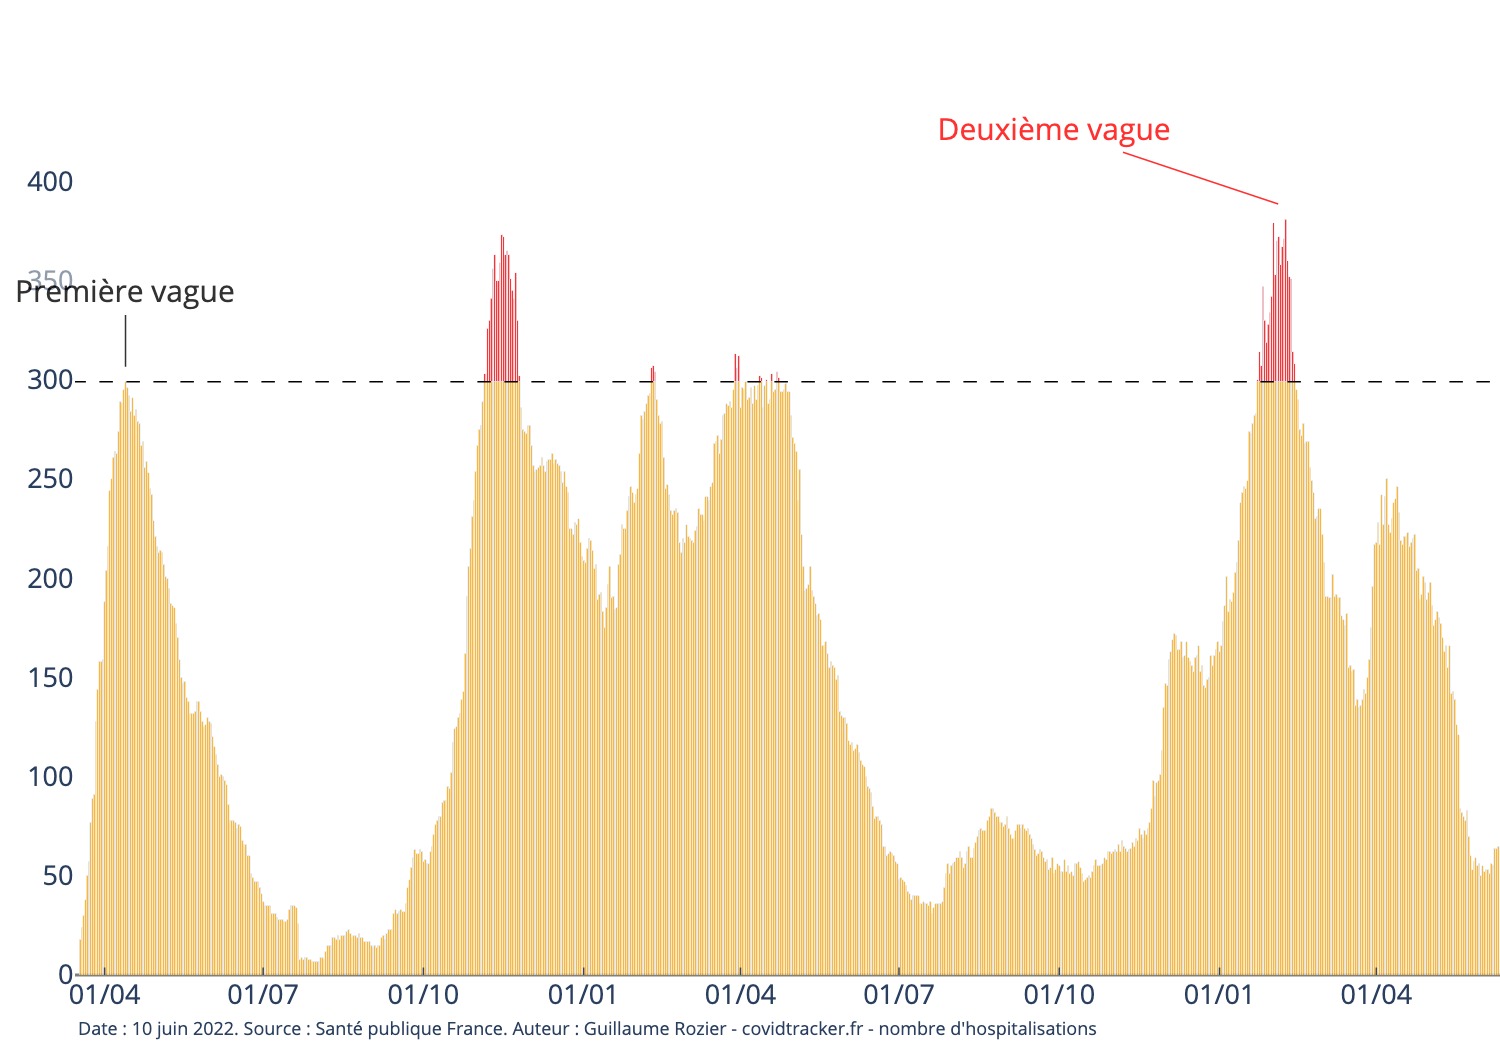 Deuxième vague
400
350
Première vague
300
250
200
150
100
50
0
01/04 01/07 01/10 01/01 01/04 01/07 01/10 01/01 01/04
Date : 10 juin 2022. Source : Santé publique France. Auteur : Guillaume Rozier - covidtracker.fr - nombre d'hospitalisations